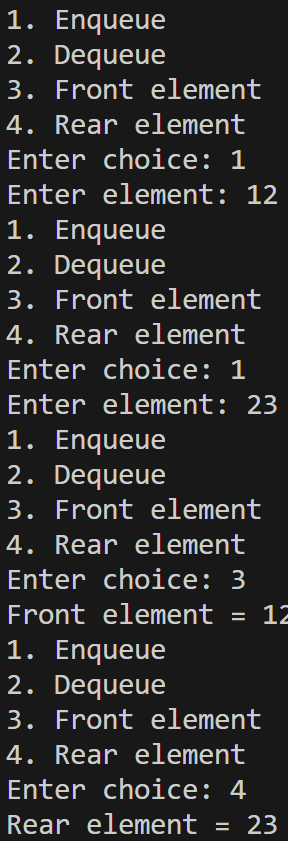 1. Enqueue
2. Dequeue
3. Front element
4. Rear element
Enter choice: 1
Enter element: 12
1. Enqueue
2. Dequeue
3. Front element
4. Rear element
Enter choice: 1
Enter element: 23
1. Enqueue
2. Dequeue
3. Front element
4. Rear element
Enter choice: 3
Front element = 12
1. Enqueue
2. Dequeue
3. Front element
4. Rear element
Enter choice: 4
Rear element = 23